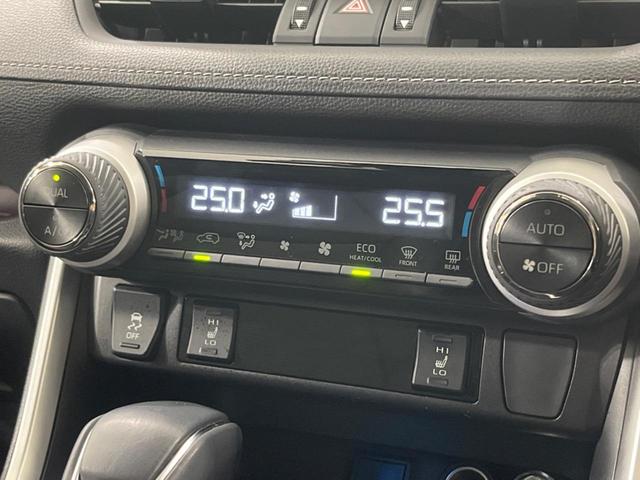 DUAL
A/C
25.0
25.5
AUTO
OFF
ECO
HEAT/COOL
FRONT
REAR
OFF
HI
LO
HI
LO